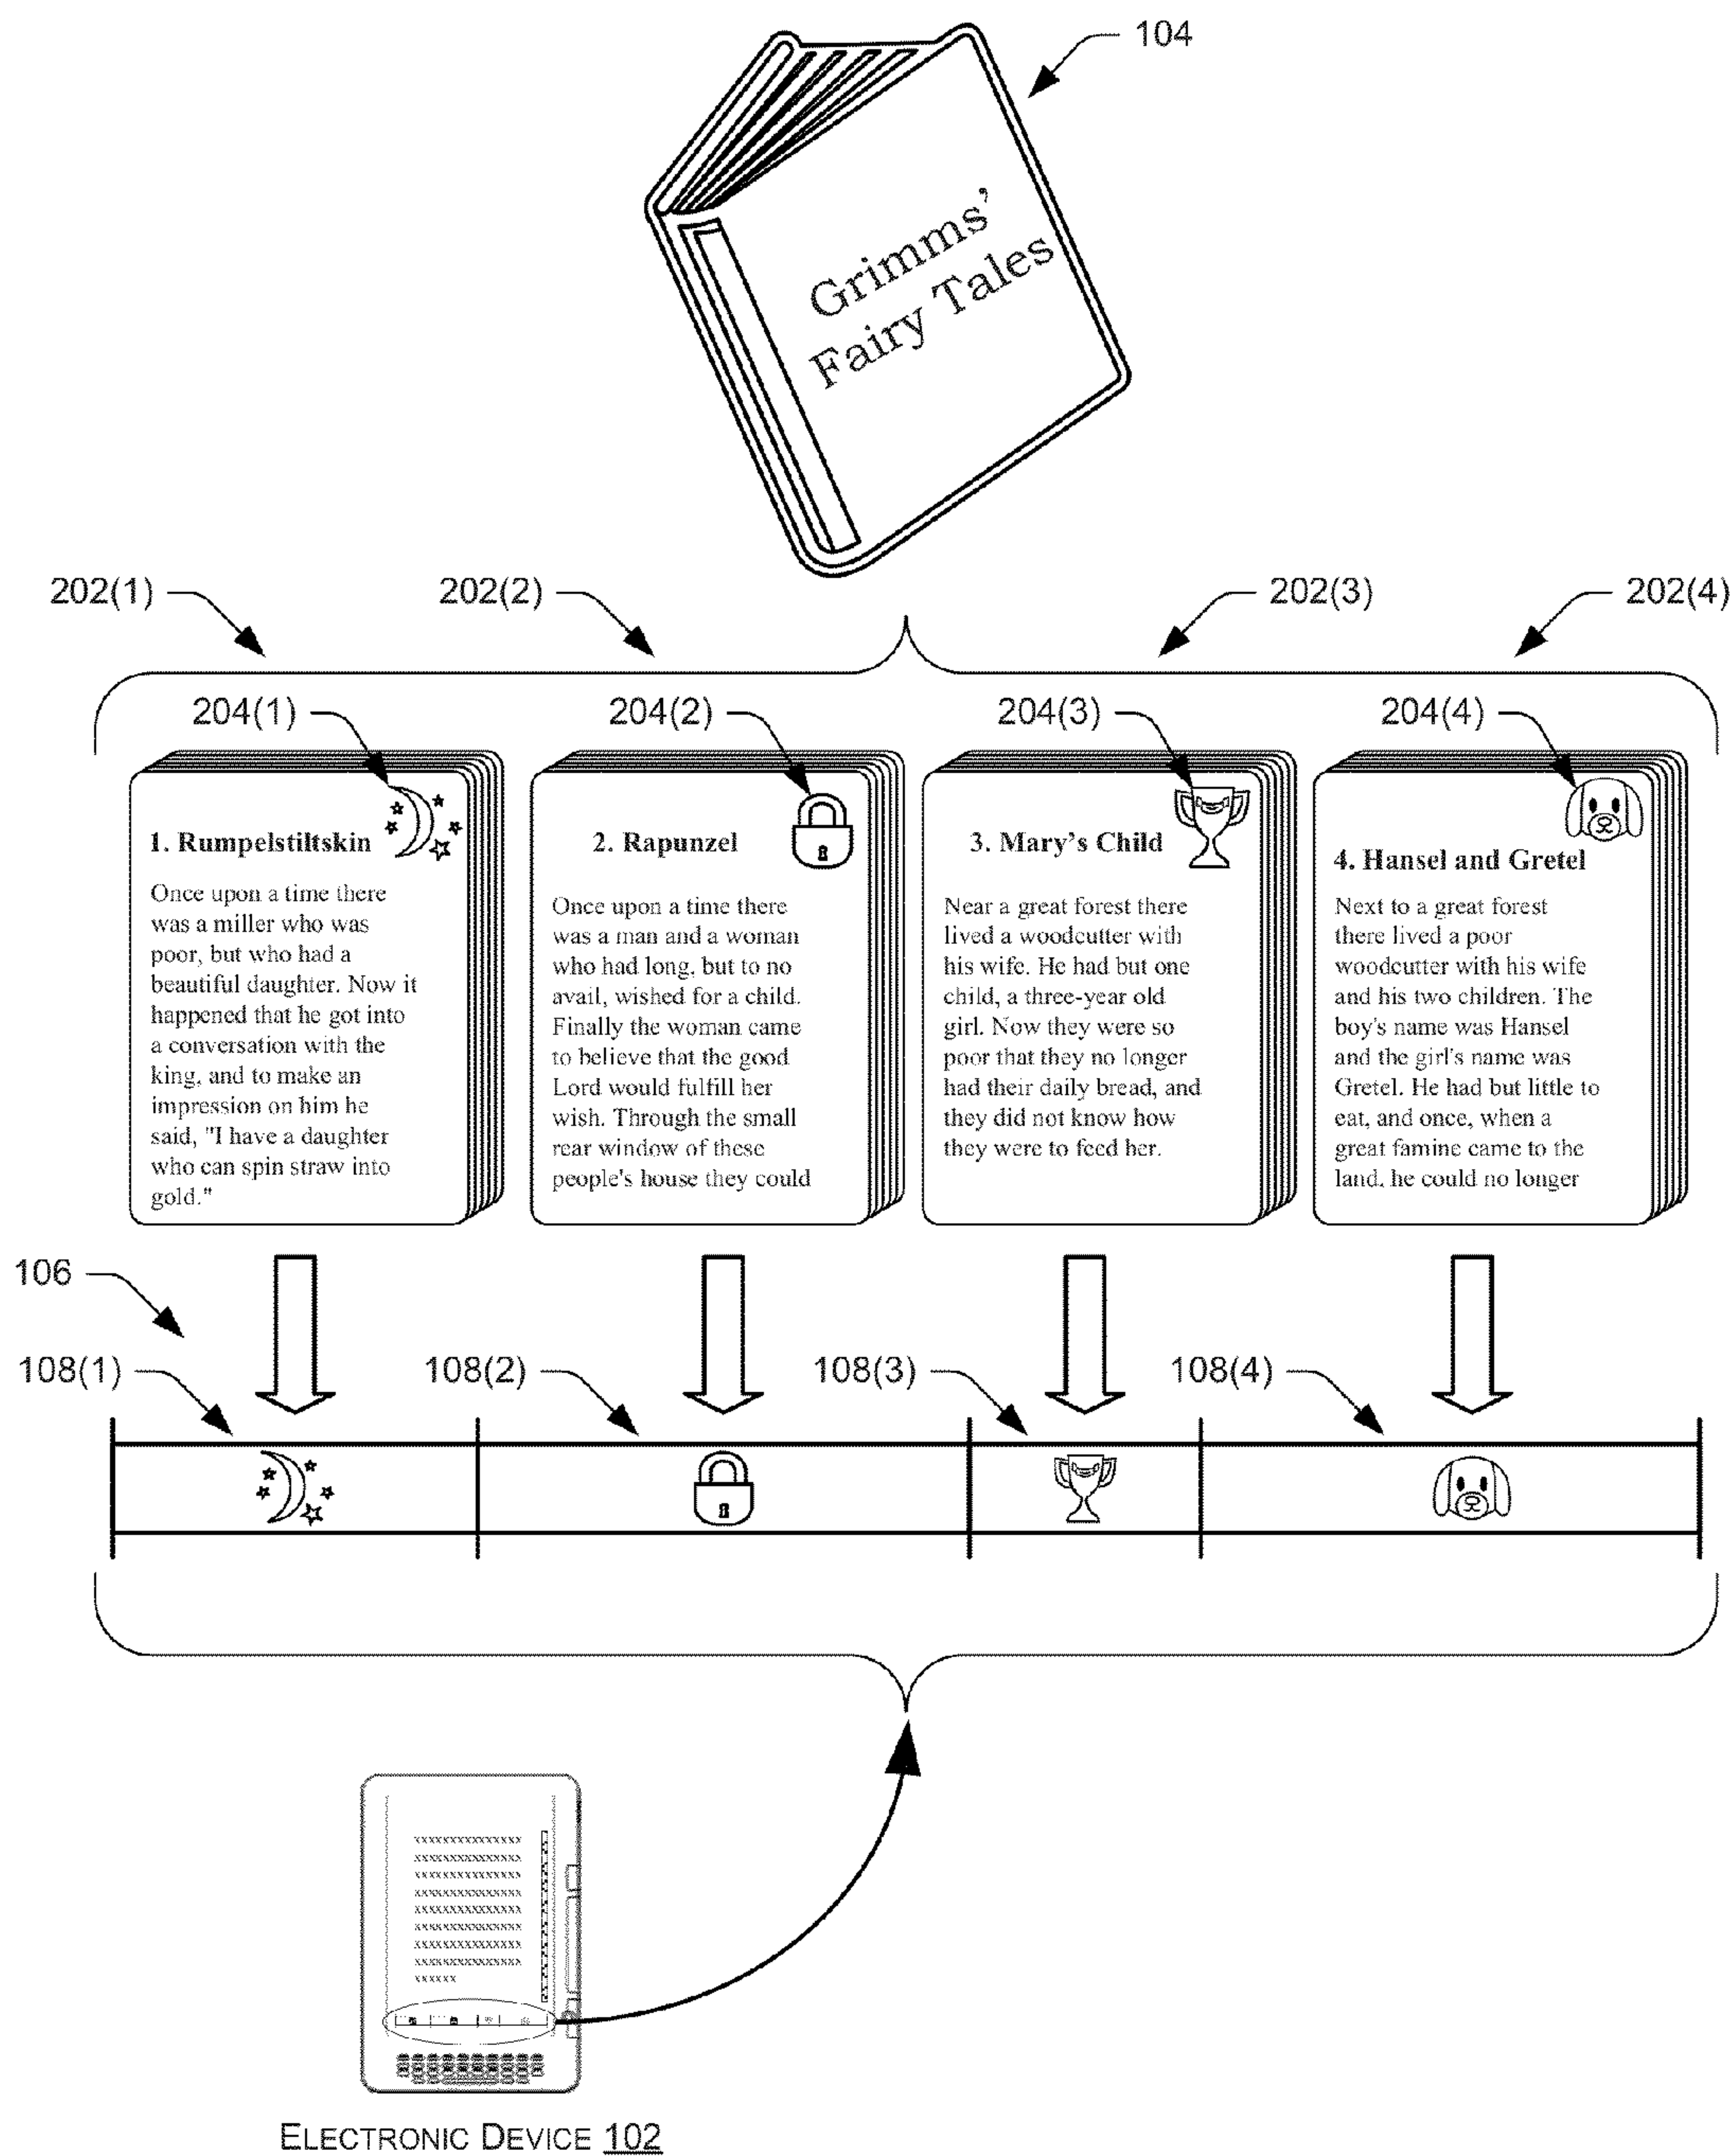 104
Grimms'
Fairy Tales
202(1)
202(2)
202(3)
202(4)
204(1)
204(2)
204(3)
204(4)
1. Rumpelstiltskin
Once upon a time there
was a miller who was
poor, but who had a
beautiful daughter. Now it
happened that he got into
a conversation with the
king, and to make an
impression on him he
said, "I have a daughter
who can spin straw into
gold."
2. Rapunzel
Once upon a time there
was a man and a woman
who had long, but to no
avail, wished for a child.
Finally the woman came
to believe that the good
Lord would fulfill her
wish. Through the small
rear window of these
people's house they could
3. Mary's Child
Near a great forest there
lived a woodcutter with
his wife. He had but one
child, a three-year old
girl. Now they were so
poor that they no longer
had their daily bread, and
they did not know how
they were to feed her.
4. Hansel and Gretel
Next to a great forest
there lived a poor
woodcutter with his wife
and his two children. The
boy's name was Hansel
and the girl's name was
Gretel. He had but little to
eat, and once, when a
great famine came to the
land, he could no longer
106
108(1)
108(2)
108(3)
108(4)
xxxxxxxxxxxxxxx
xxxxxxxxxxxxxxx
xxxxxxxxxxxxxxx
xxxxxxxxxxxxxxx
xxxxxxxxxxxxxxx
xxxxxxxxxxxxxxx
xxxxxxxxxxxxxxx
xxxxxxxxxxxxxxx
xxxxxx
ELECTRONIC DEVICE 102